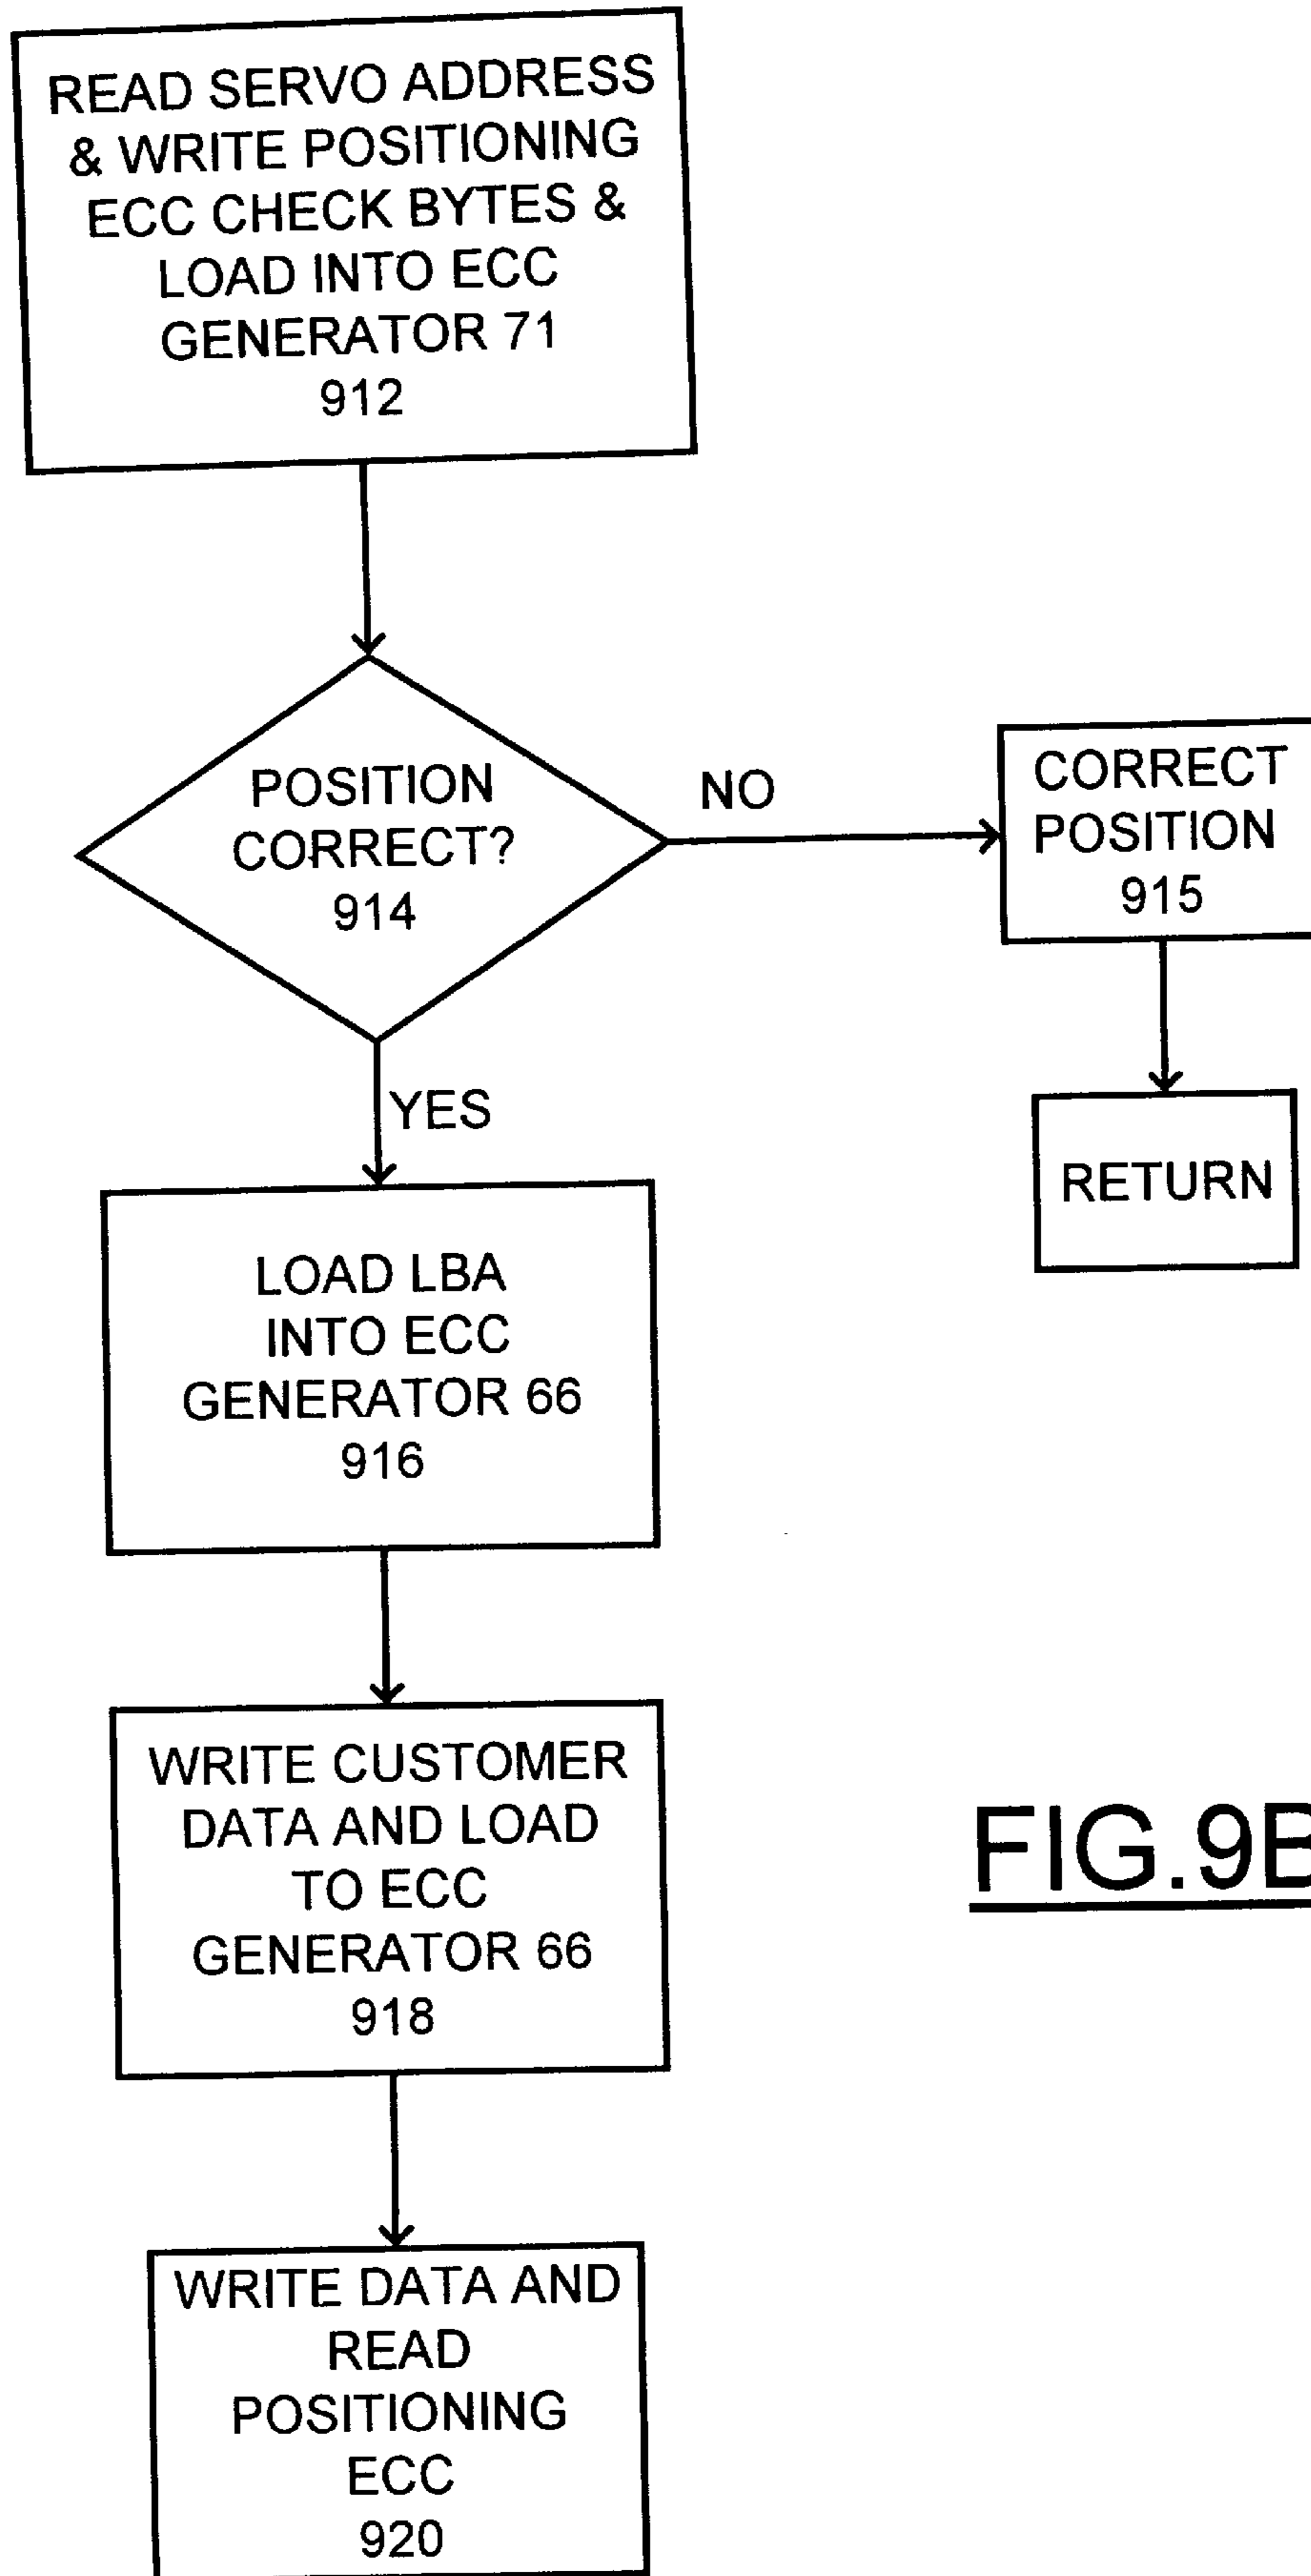 READ SERVO ADDRESS
& WRITE POSITIONING
ECC CHECK BYTES &
LOAD INTO ECC
GENERATOR 71
912
POSITION
CORRECT?
914
NO
CORRECT
POSITION
915
RETURN
YES
LOAD LBA
INTO ECC
GENERATOR 66
916
WRITE CUSTOMER
DATA AND LOAD
TO ECC
GENERATOR 66
918
FIG.9B
WRITE DATA AND
READ
POSITIONING
ECC
920